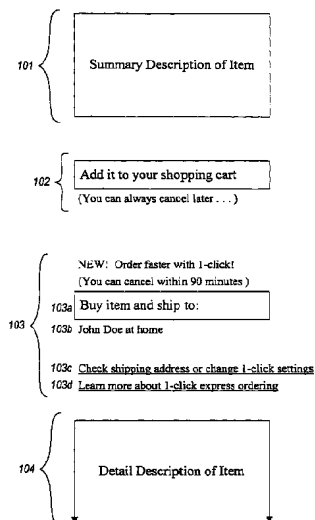 101
Summary Description of Item
102
Add it to your shopping cart
(You can always cancel later . . . )
103
NEW: Order faster with 1-click!
(You can cancel within 90 minutes )
103a Buy item and ship to:
103b John Doe at home
103c Check shipping address or change 1-click settings
103d Learn more about 1-click express ordering
104
Detail Description of Item